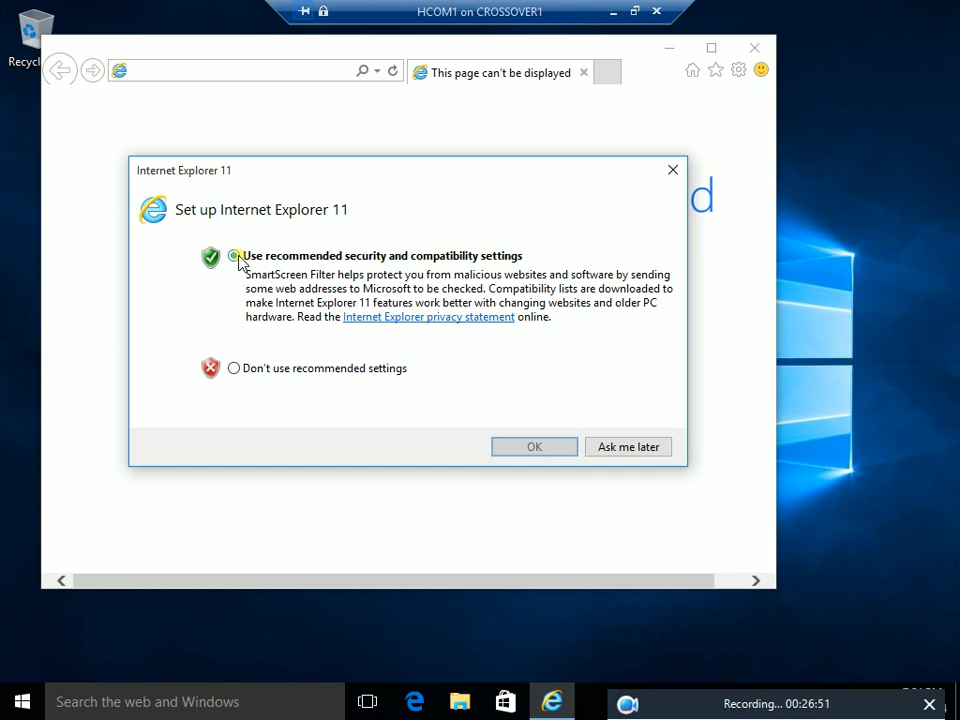 HCOM1 on CROSSOVER1
This page can't be displayed
Internet Explorer 11
d
Set up Internet Explorer 11
Use recommended security and compatibility settings
SmartScreen Filter helps protect you from malicious websites and software by sending
some web addresses to Microsoft to be checked. Compatibility lists are downloaded to
make Internet Explorer 11 features work better with changing websites and older PC
hardware. Read the Internet Explorer privacy statement online.
Don't use recommended settings
OK
Ask me later
Search the web and Windows
Recording... 00:26:51